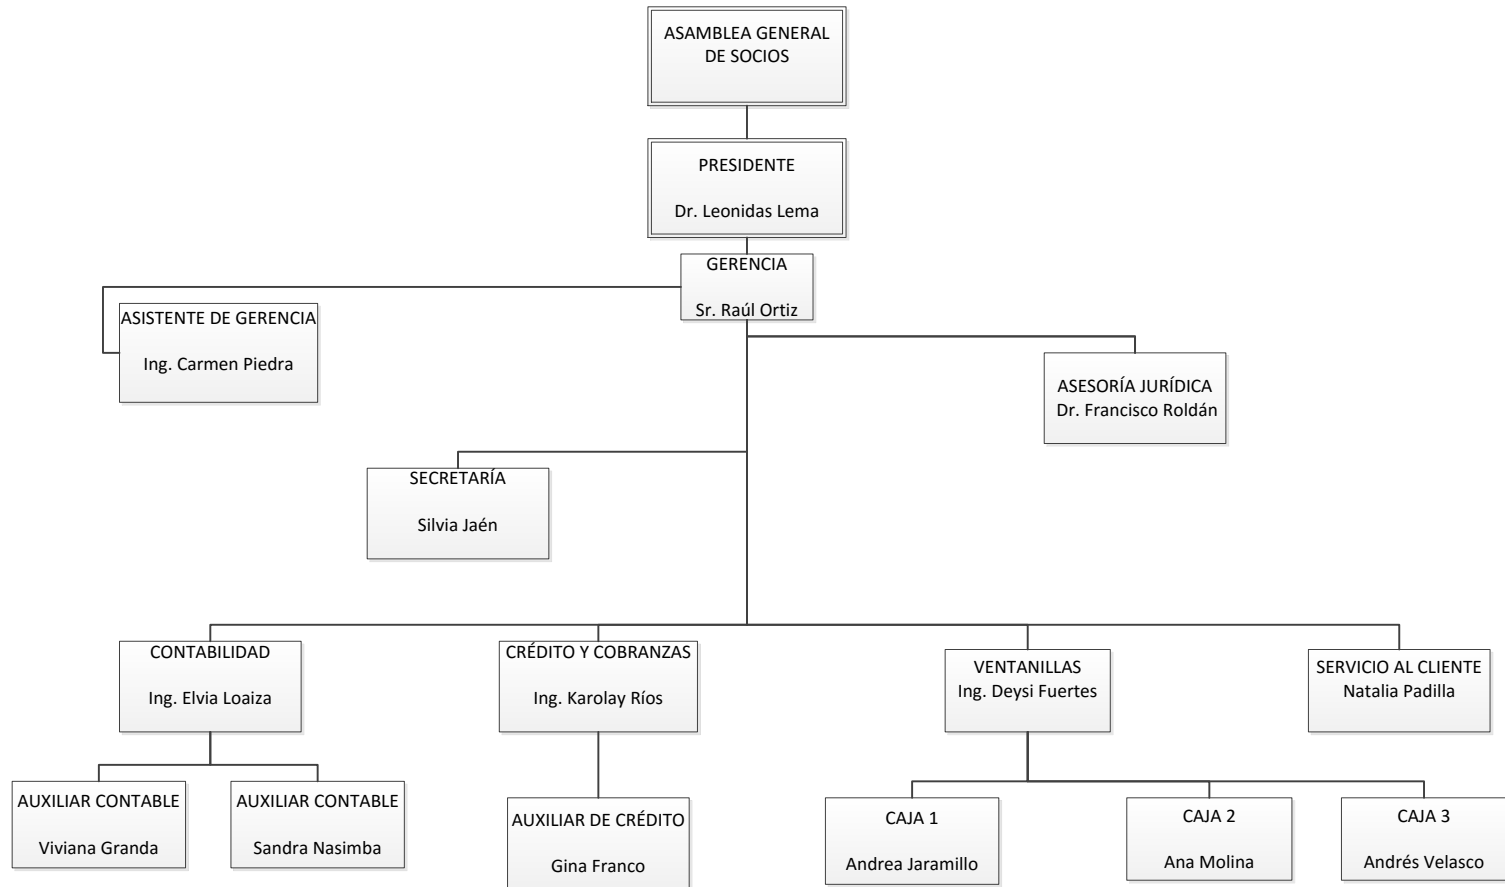 ASAMBLEA GENERAL
DE SOCIOS
PRESIDENTE
Dr. Leonidas Lema
GERENCIA
Sr. Raúl Ortiz
ASISTENTE DE GERENCIA
Ing. Carmen Piedra
ASESORÍA JURÍDICA
Dr. Francisco Roldán
SECRETARÍA
Silvia Jaén
CONTABILIDAD
Ing. Elvia Loaiza
CRÉDITO Y COBRANZAS
Ing. Karolay Ríos
VENTANILLAS
Ing. Deysi Fuertes
SERVICIO AL CLIENTE
Natalia Padilla
AUXILIAR CONTABLE
Viviana Granda
AUXILIAR CONTABLE
Sandra Nasimba
AUXILIAR DE CRÉDITO
Gina Franco
CAJA 1
Andrea Jaramillo
CAJA 2
Ana Molina
CAJA 3
Andrés Velasco